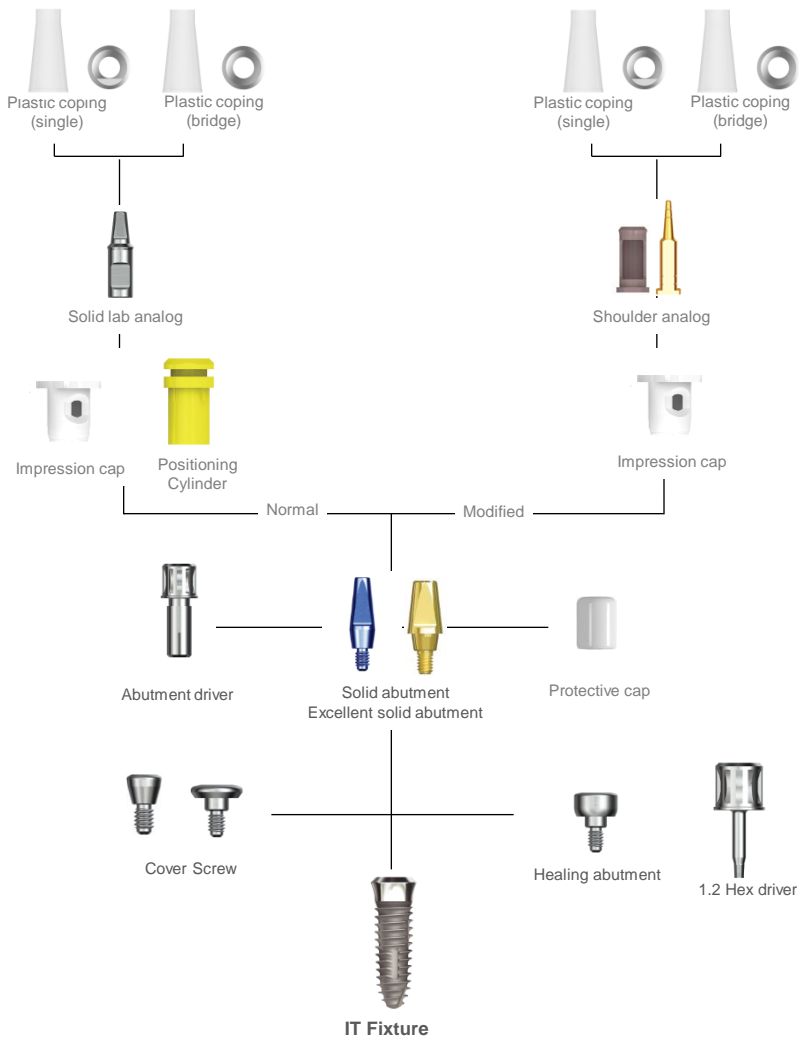 Plastic coping
(single)
Plastic coping
(bridge)
Plastic coping
(single)
Plastic coping
(bridge)
Solid lab analog
Shoulder analog
Impression cap
Positioning
Cylinder
Impression cap
Normal
Modified
Abutment driver
Solid abutment
Excellent solid abutment
Protective cap
Cover Screw
Healing abutment
1.2 Hex driver
IT Fixture